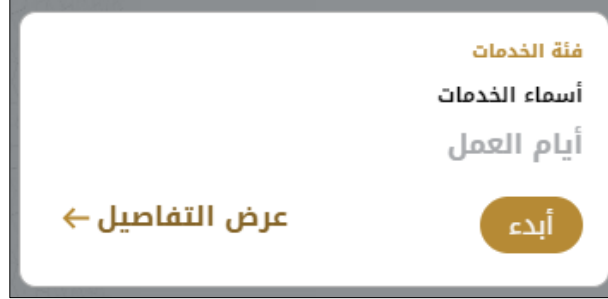 فئة الخدمات
أسماء الخدمات
أيام العمل
أبدء
عرض التفاصيل ←